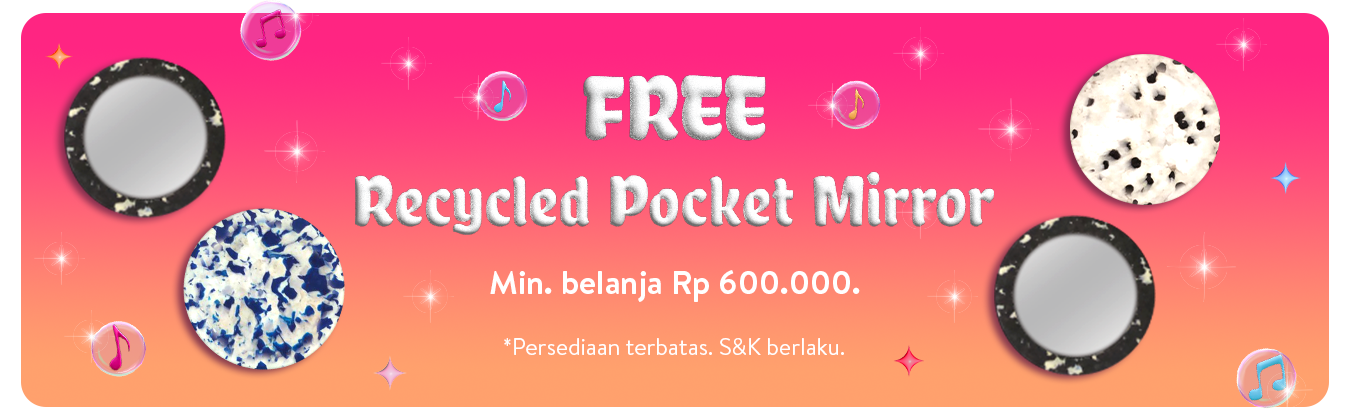 FREE
Recycled Pocket Mirror
Min. belanja Rp 600.000.
*Persediaan terbatas. S&K berlaku.